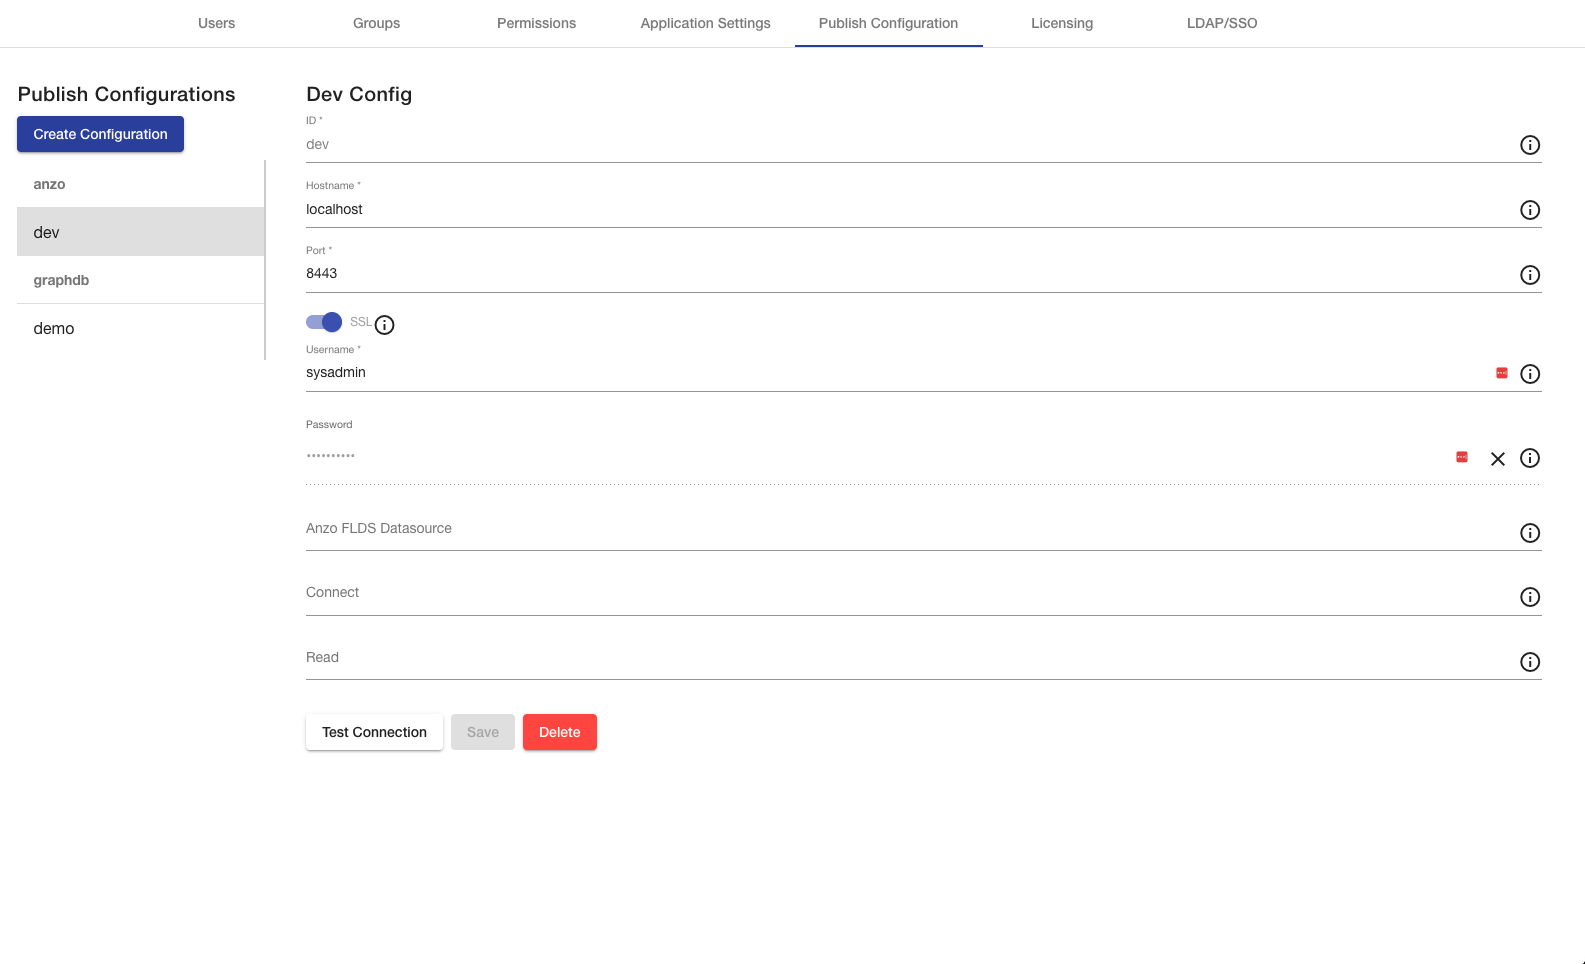 Users Groups Permissions Application Settings Publish Configuration Licensing LDAP/SSO
Publish Configurations
Create Configuration
anzo
dev
graphdb
demo
Dev Config
ID *
dev
Hostname *
localhost
Port *
8443
SSL
Username *
sysadmin
Password
••••••••••
Anzo FLDS Datasource
Connect
Read
Test Connection Save Delete